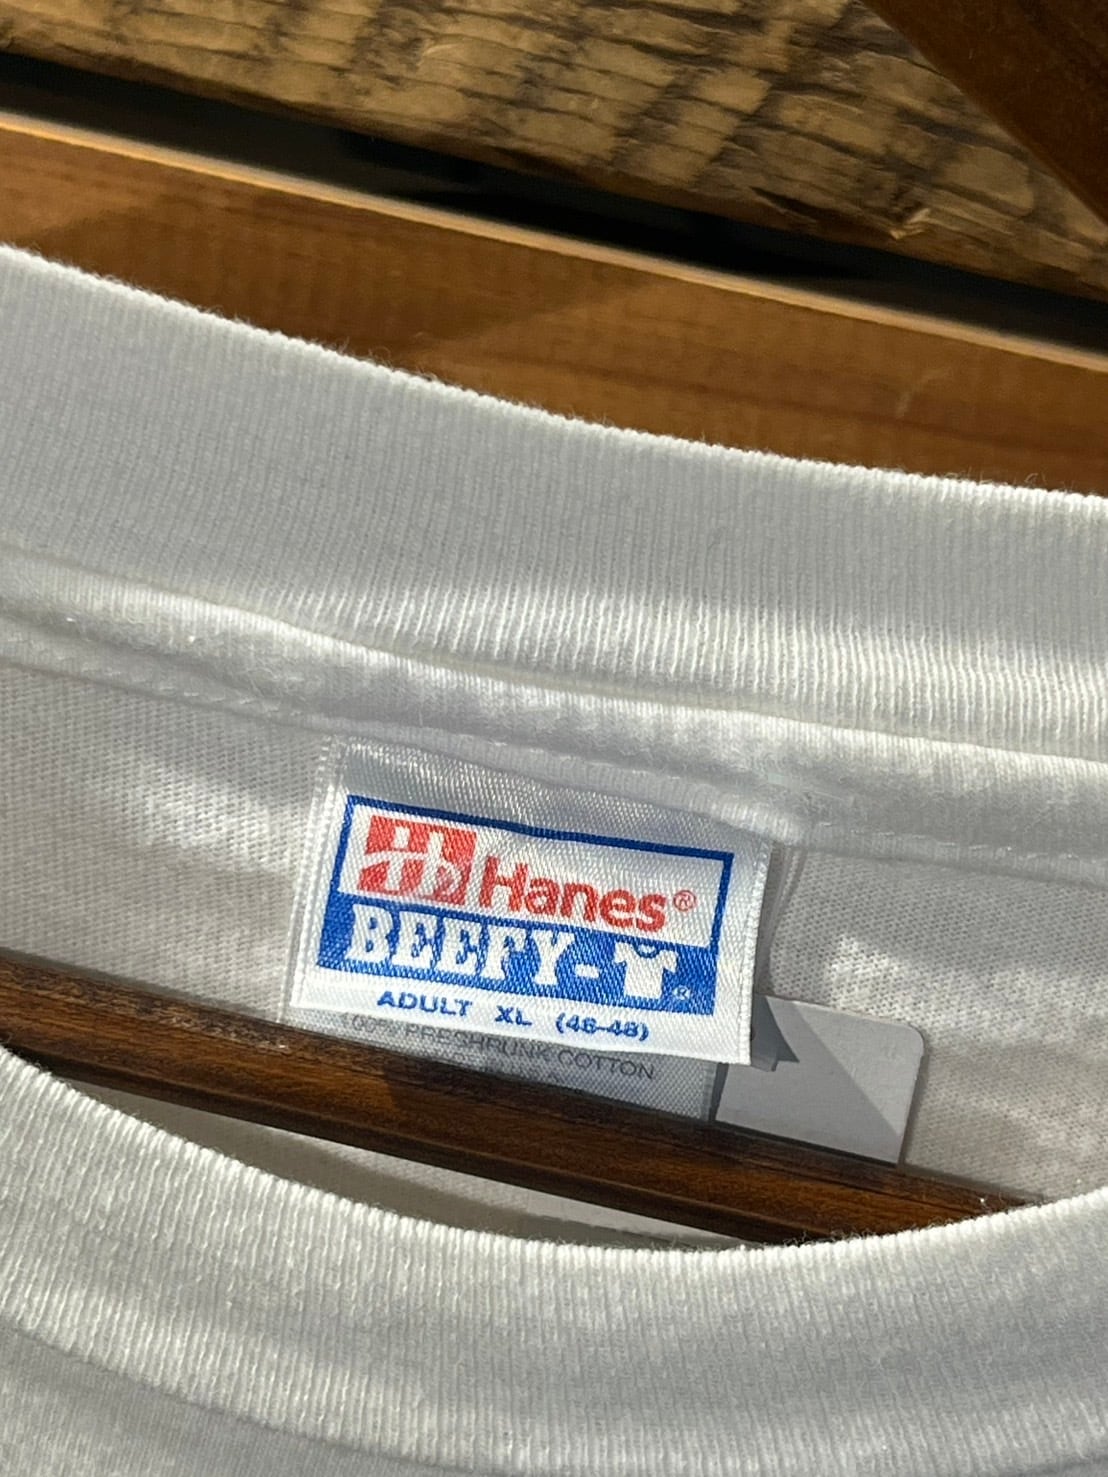 Hanes®
BEEFY-T®
ADULT XL (46-48)
100% PRESHRUNK COTTON